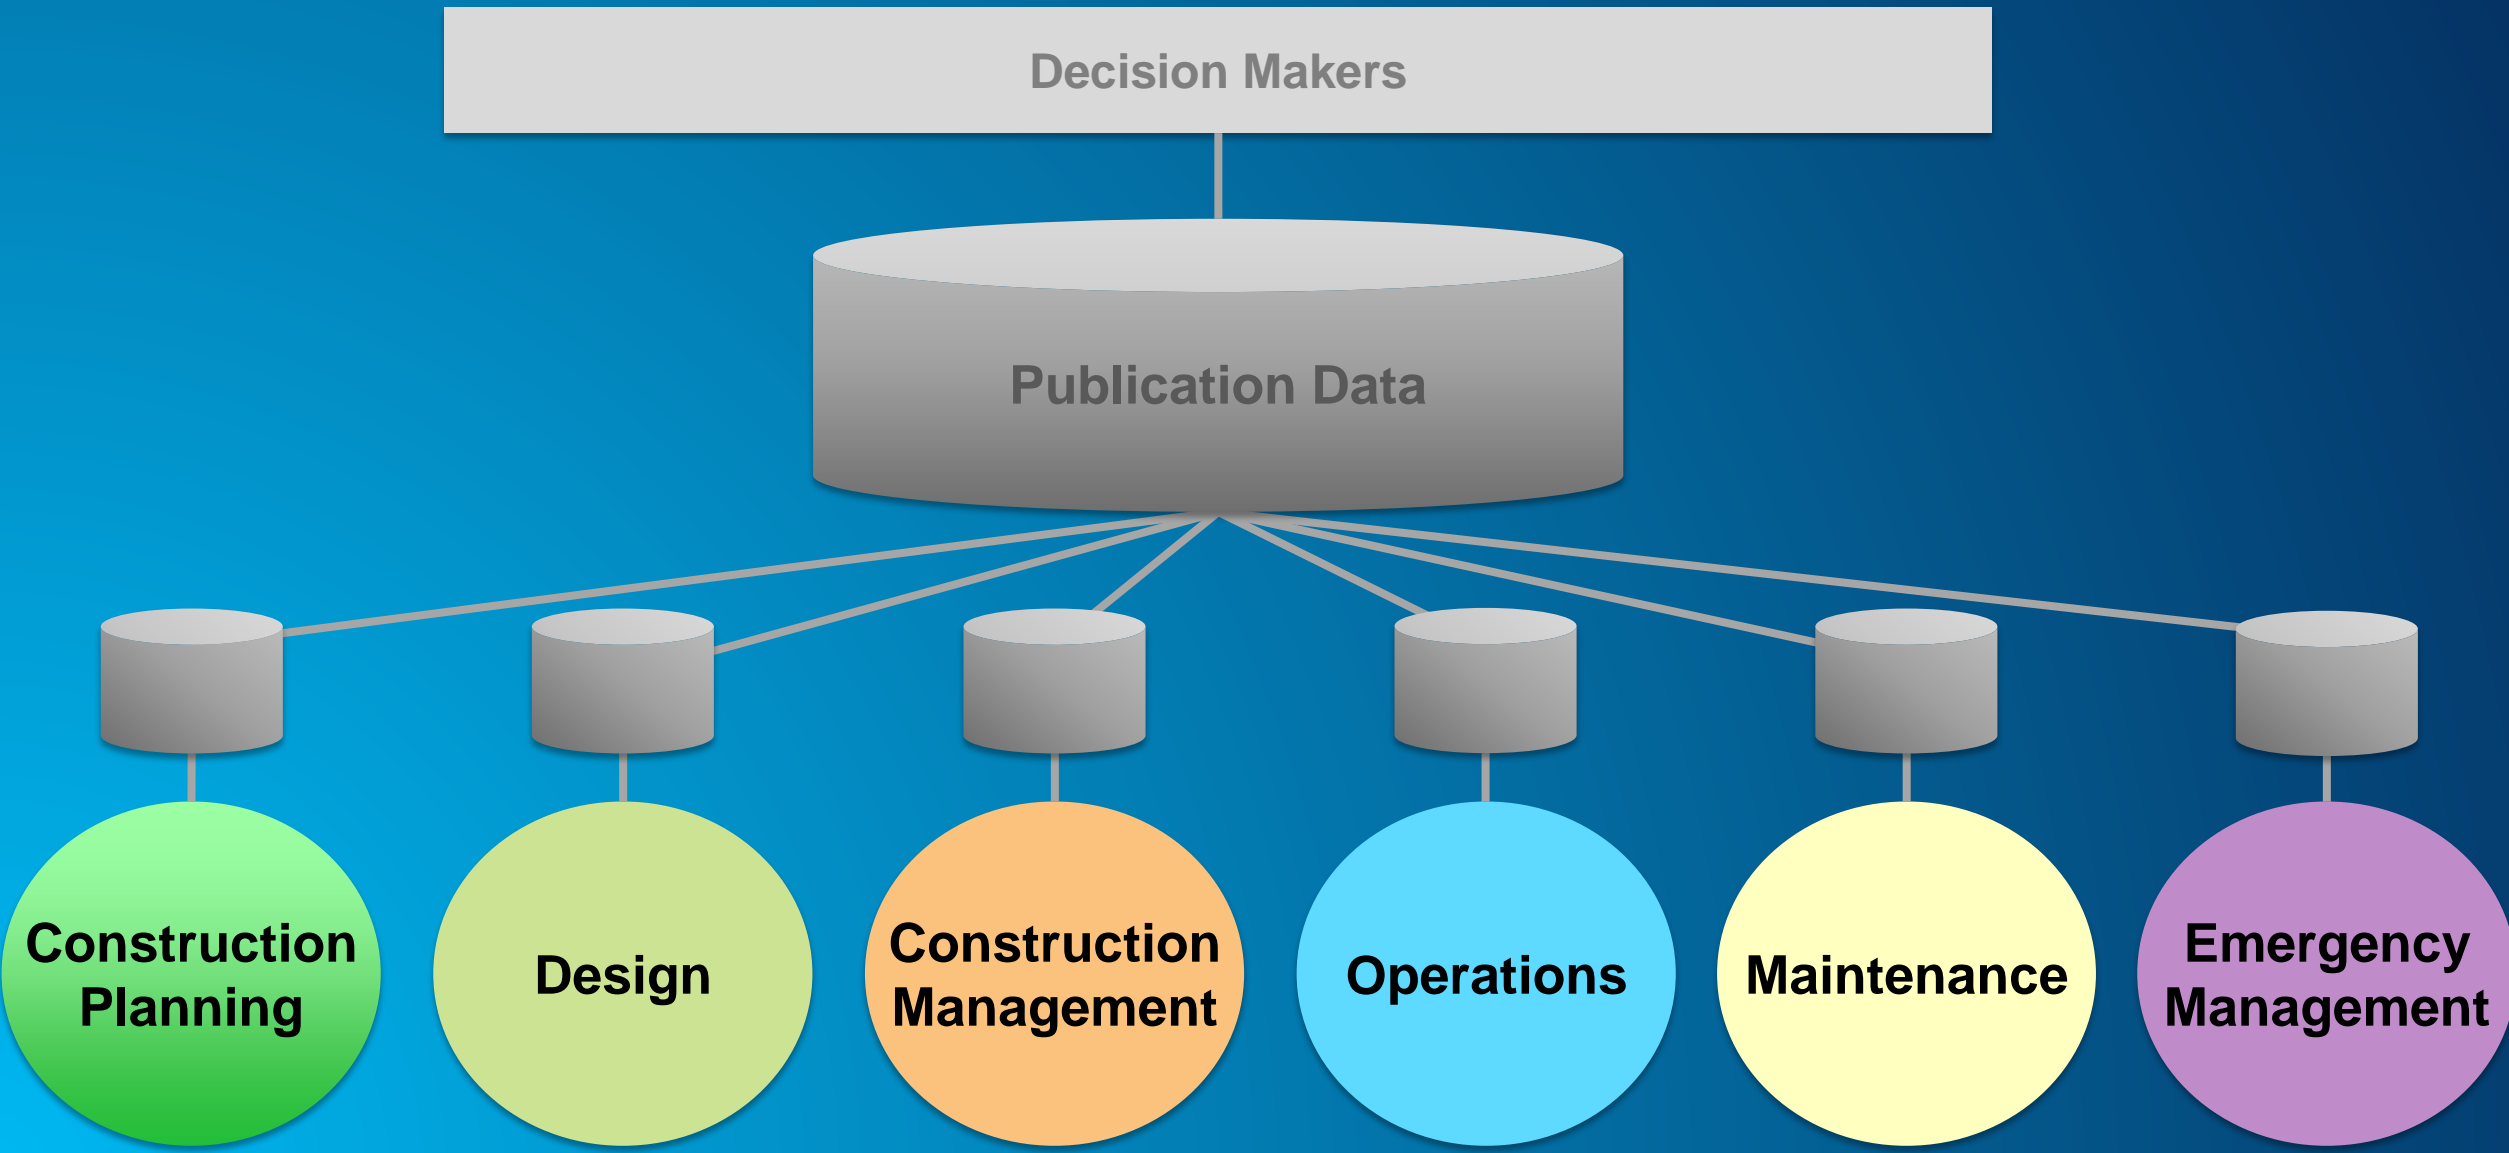 Decision Makers
Publication Data
Construction
Planning
Design
Construction
Management
Operations
Maintenance
Emergency
Management